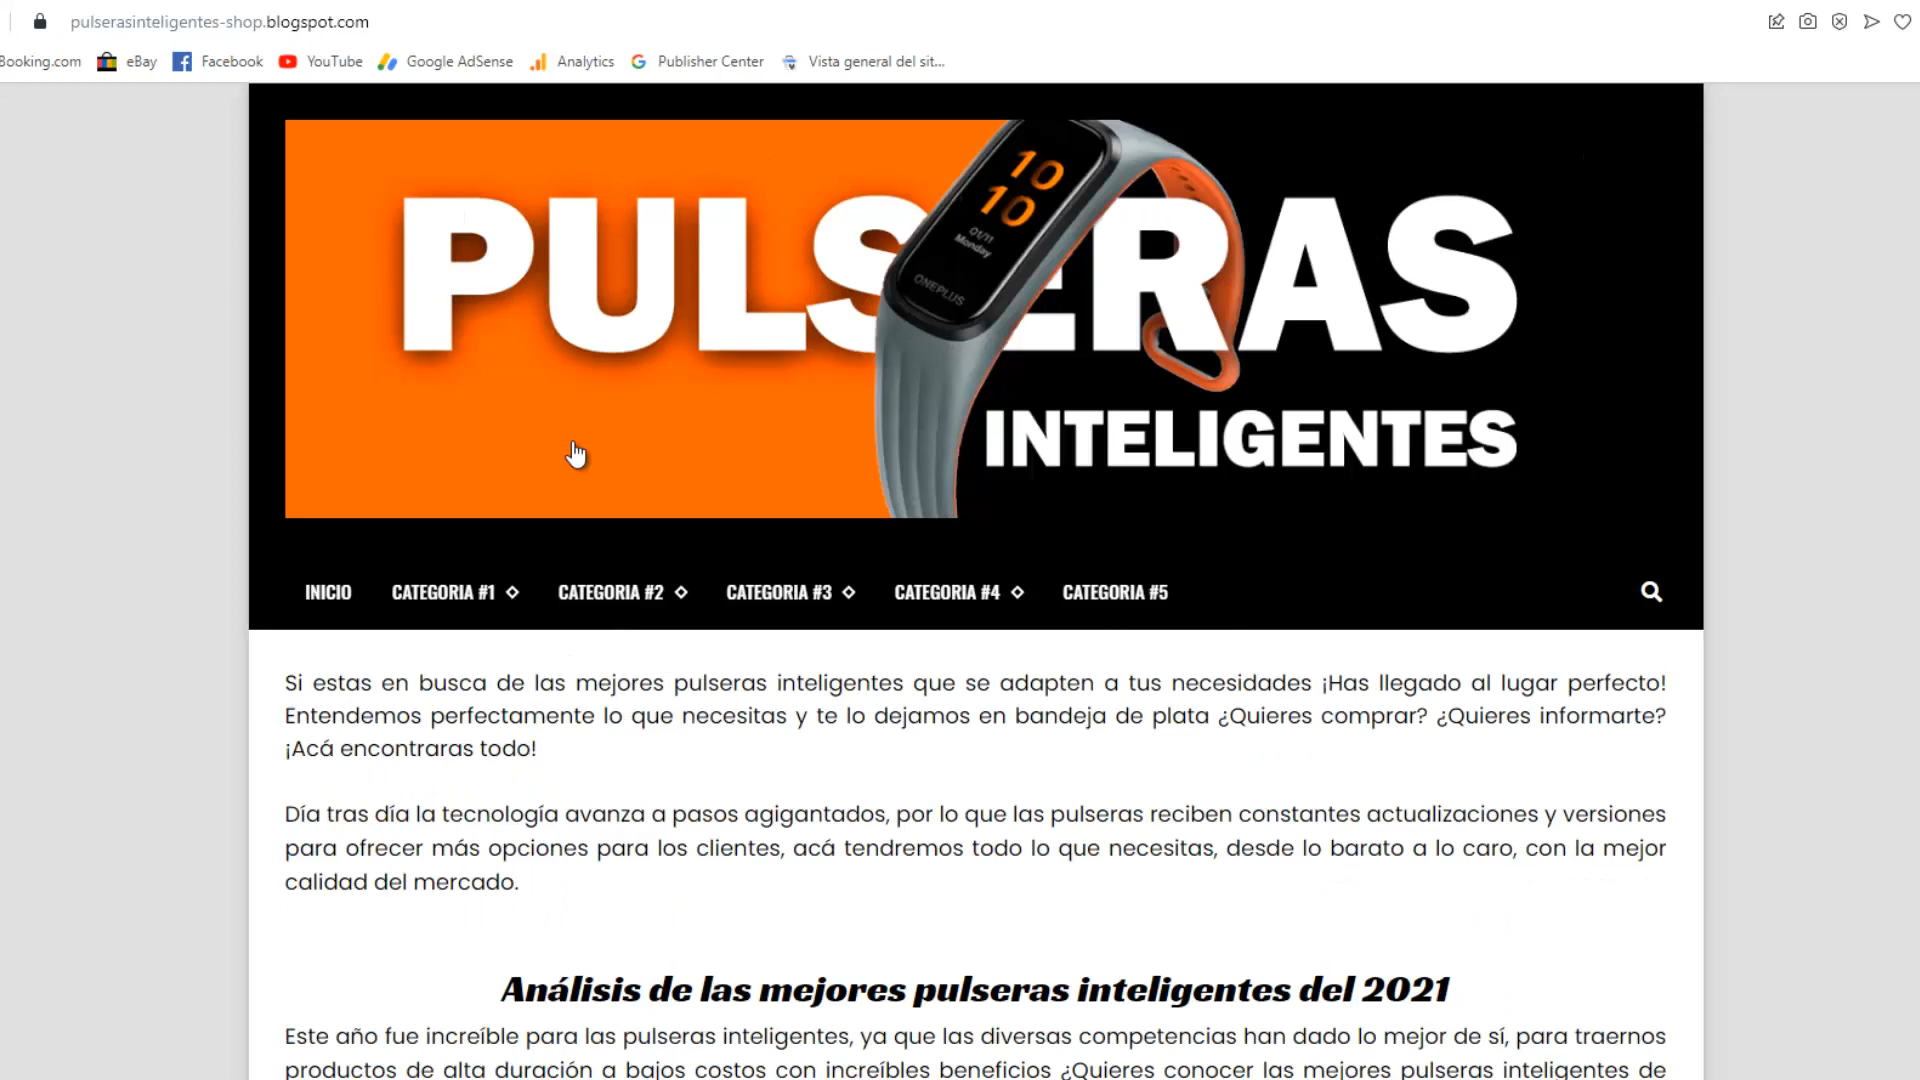 pulserasinteligentes-shop.blogspot.com
Booking.com eBay Facebook YouTube Google AdSense Analytics Publisher Center Vista general del sit...
PULSERAS
10
10
01/11
Monday
ONEPLUS
INTELIGENTES
INICIO CATEGORIA #1 CATEGORIA #2 CATEGORIA #3 CATEGORIA #4 CATEGORIA #5
Si estas en busca de las mejores pulseras inteligentes que se adapten a tus necesidades ¡Has llegado al lugar perfecto!
Entendemos perfectamente lo que necesitas y te lo dejamos en bandeja de plata ¿Quieres comprar? ¿Quieres informarte?
¡Acá encontraras todo!
Día tras día la tecnología avanza a pasos agigantados, por lo que las pulseras reciben constantes actualizaciones y versiones
para ofrecer más opciones para los clientes, acá tendremos todo lo que necesitas, desde lo barato a lo caro, con la mejor
calidad del mercado.
Análisis de las mejores pulseras inteligentes del 2021
Este año fue increíble para las pulseras inteligentes, ya que las diversas competencias han dado lo mejor de sí, para traernos
productos de alta duración a bajos costos con increíbles beneficios ¿Quieres conocer las mejores pulseras inteligentes de